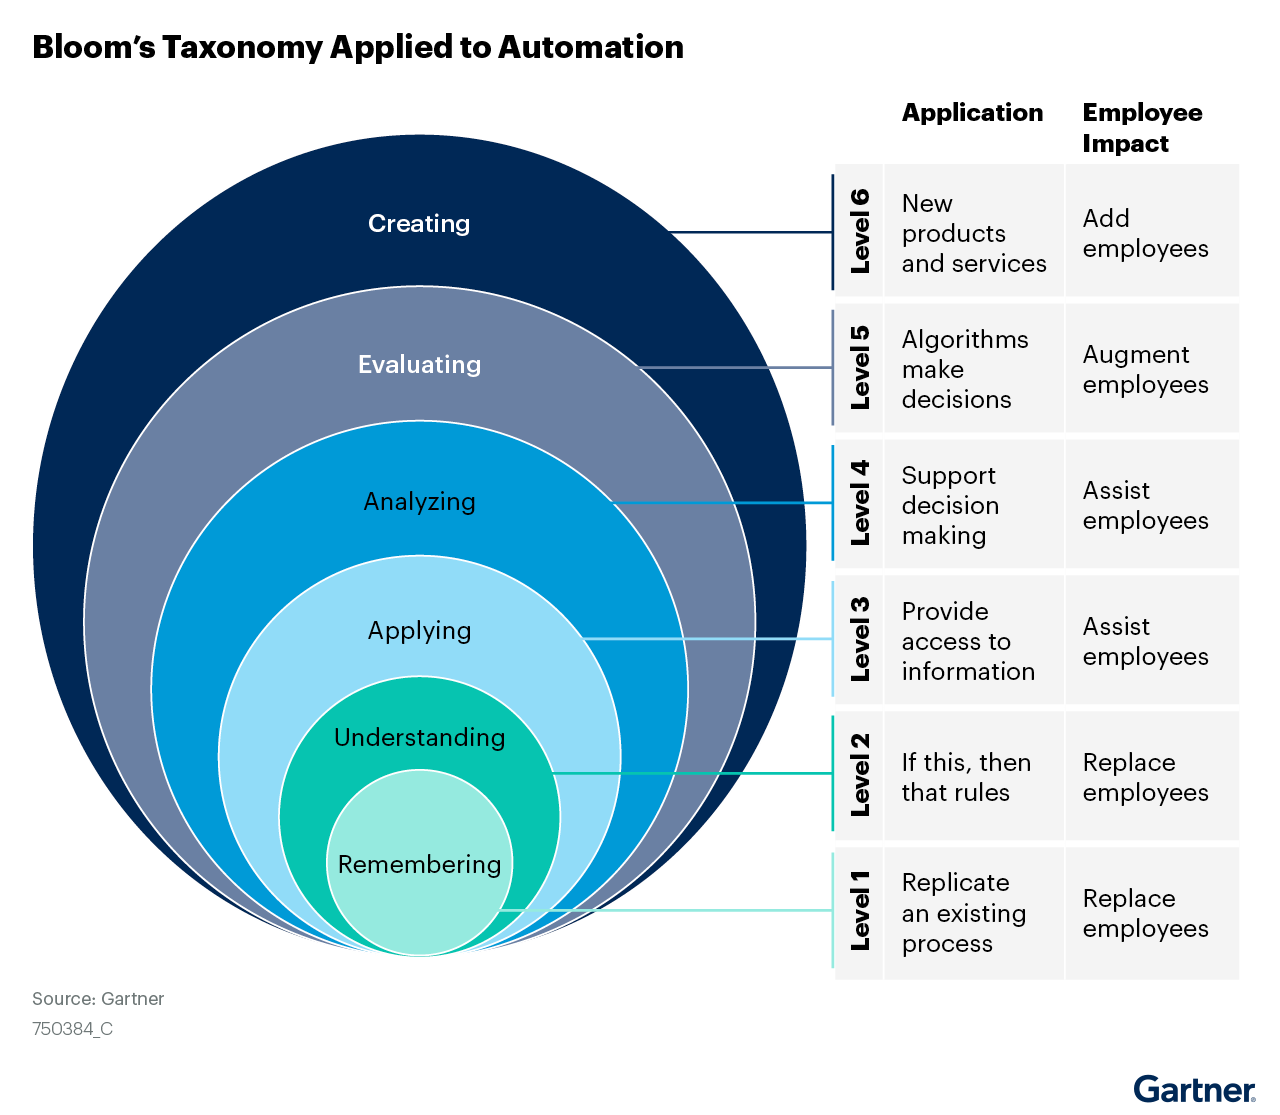 Bloom’s Taxonomy Applied to Automation
Application
Employee
Impact
Creating
Level 6
New
products
and services
Add
employees
Evaluating
Level 5
Algorithms
make
decisions
Augment
employees
Analyzing
Level 4
Support
decision
making
Assist
employees
Applying
Level 3
Provide
access to
information
Assist
employees
Understanding
Level 2
If this, then
that rules
Replace
employees
Remembering
Level 1
Replicate
an existing
process
Replace
employees
Source: Gartner
750384_C
Gartner®